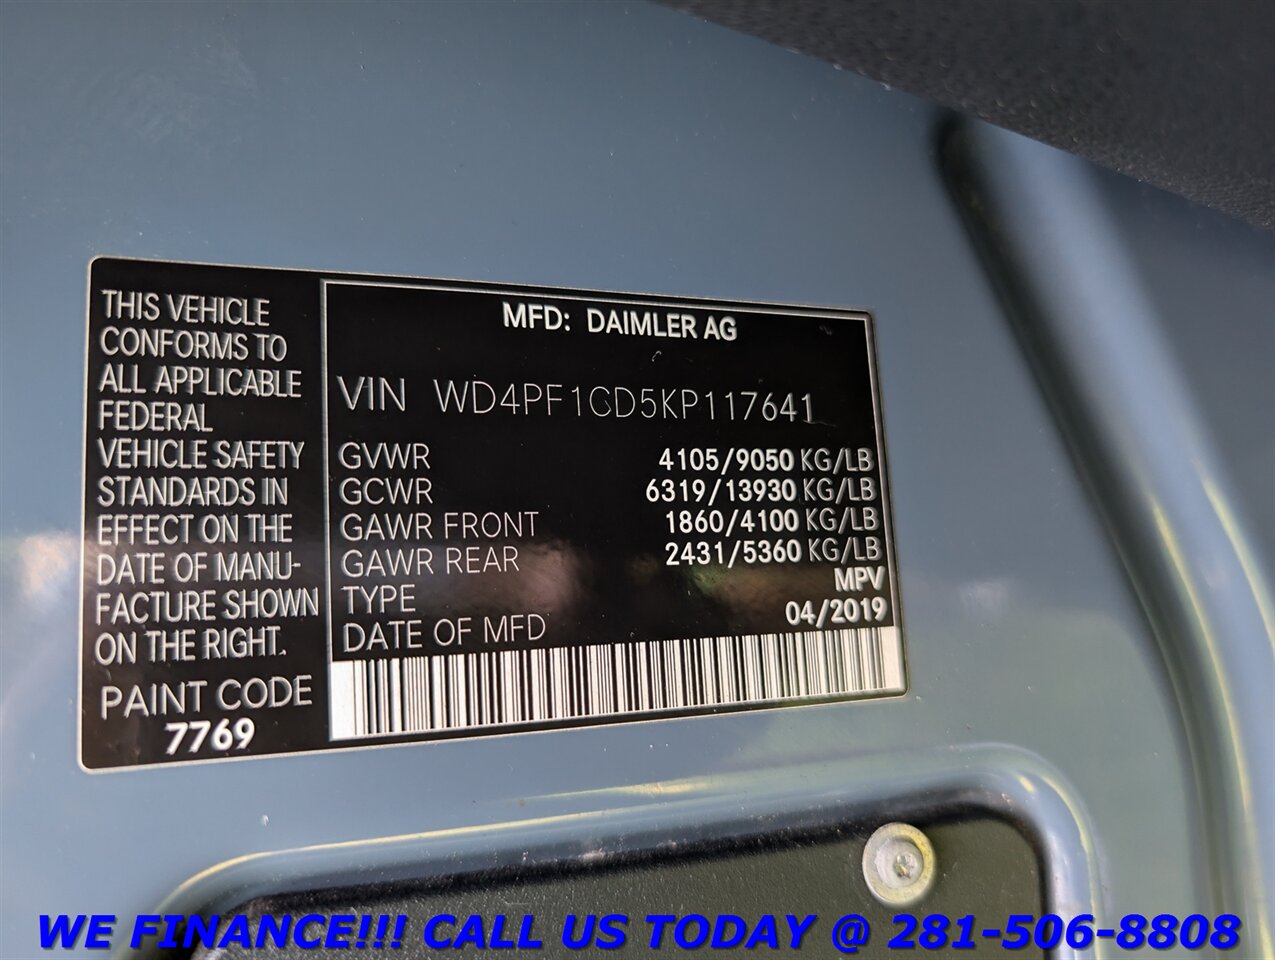 THIS VEHICLE
CONFORMS TO
ALL APPLICABLE
FEDERAL
VEHICLE SAFETY
STANDARDS IN
EFFECT ON THE
DATE OF MANU-
FACTURE SHOWN
ON THE RIGHT.
PAINT CODE
7769
MFD: DAIMLER AG
VIN WD4PF1CD5KP117641
GVWR 4105/9050 KG/LB
GCWR 6319/13930 KG/LB
GAWR FRONT 1860/4100 KG/LB
GAWR REAR 2431/5360 KG/LB
TYPE MPV
DATE OF MFD 04/2019
WE FINANCE!!! CALL US TODAY @ 281-506-8808